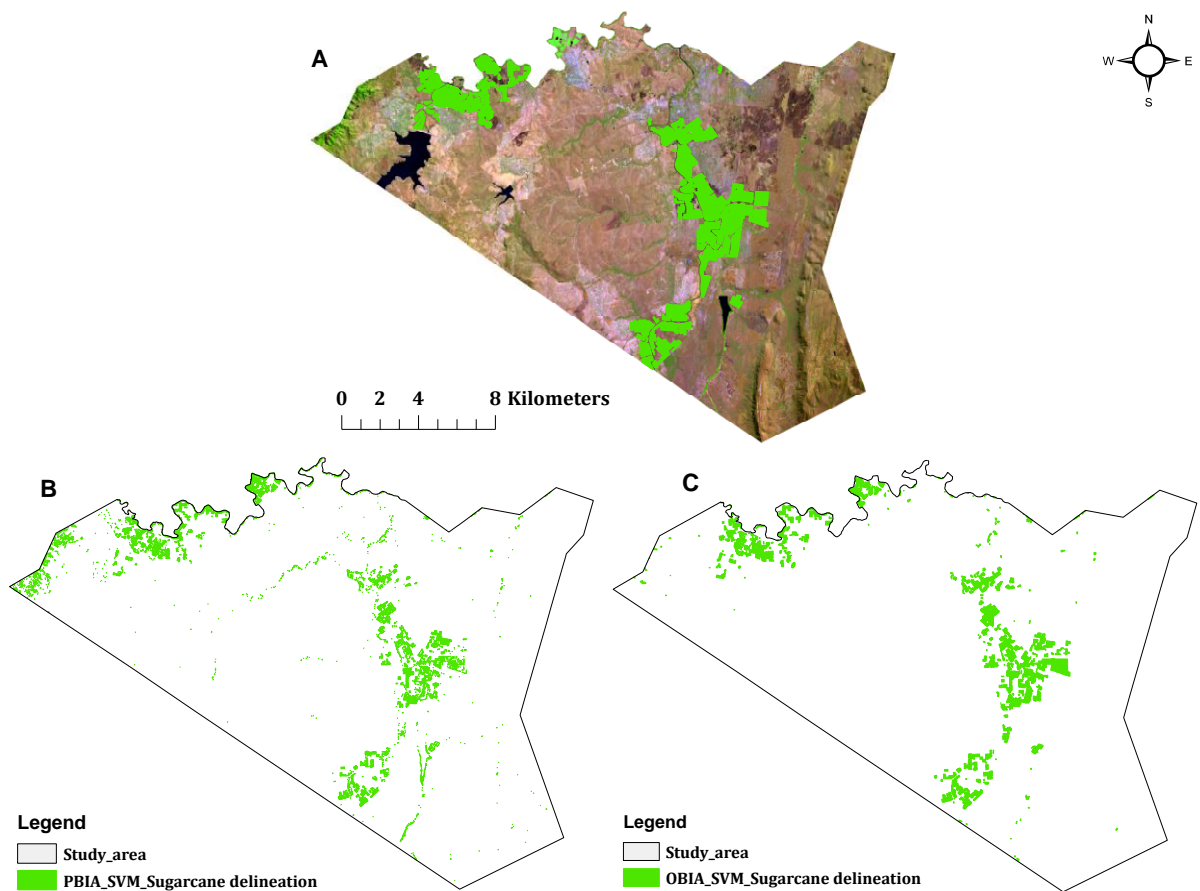 A
N
W E
S
0 2 4 8 Kilometers
B
C
Legend
Study_area
PBIA_SVM_Sugarcane delineation
Legend
Study_area
OBIA_SVM_Sugarcane delineation